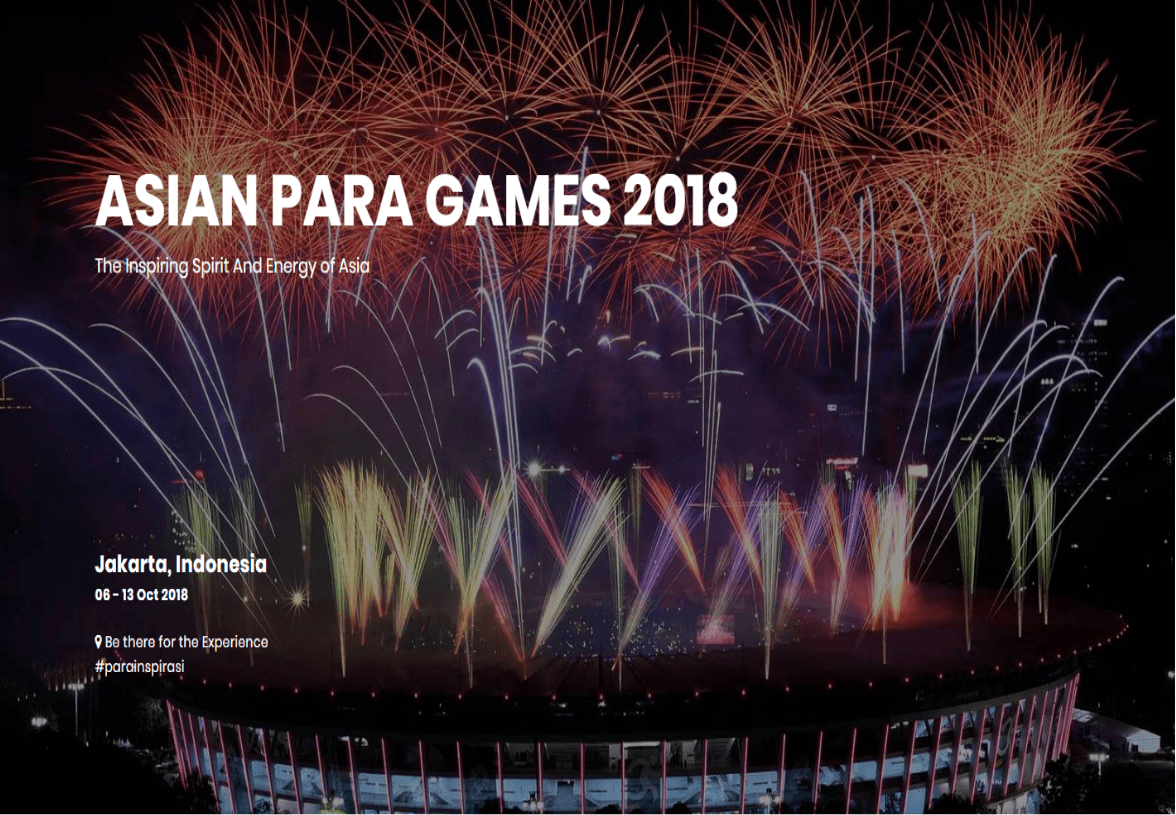 ASIAN PARA GAMES 2018
The Inspiring Spirit And Energy of Asia
Jakarta, Indonesia
06 - 13 Oct 2018
Be there for the Experience
#parainspirasi